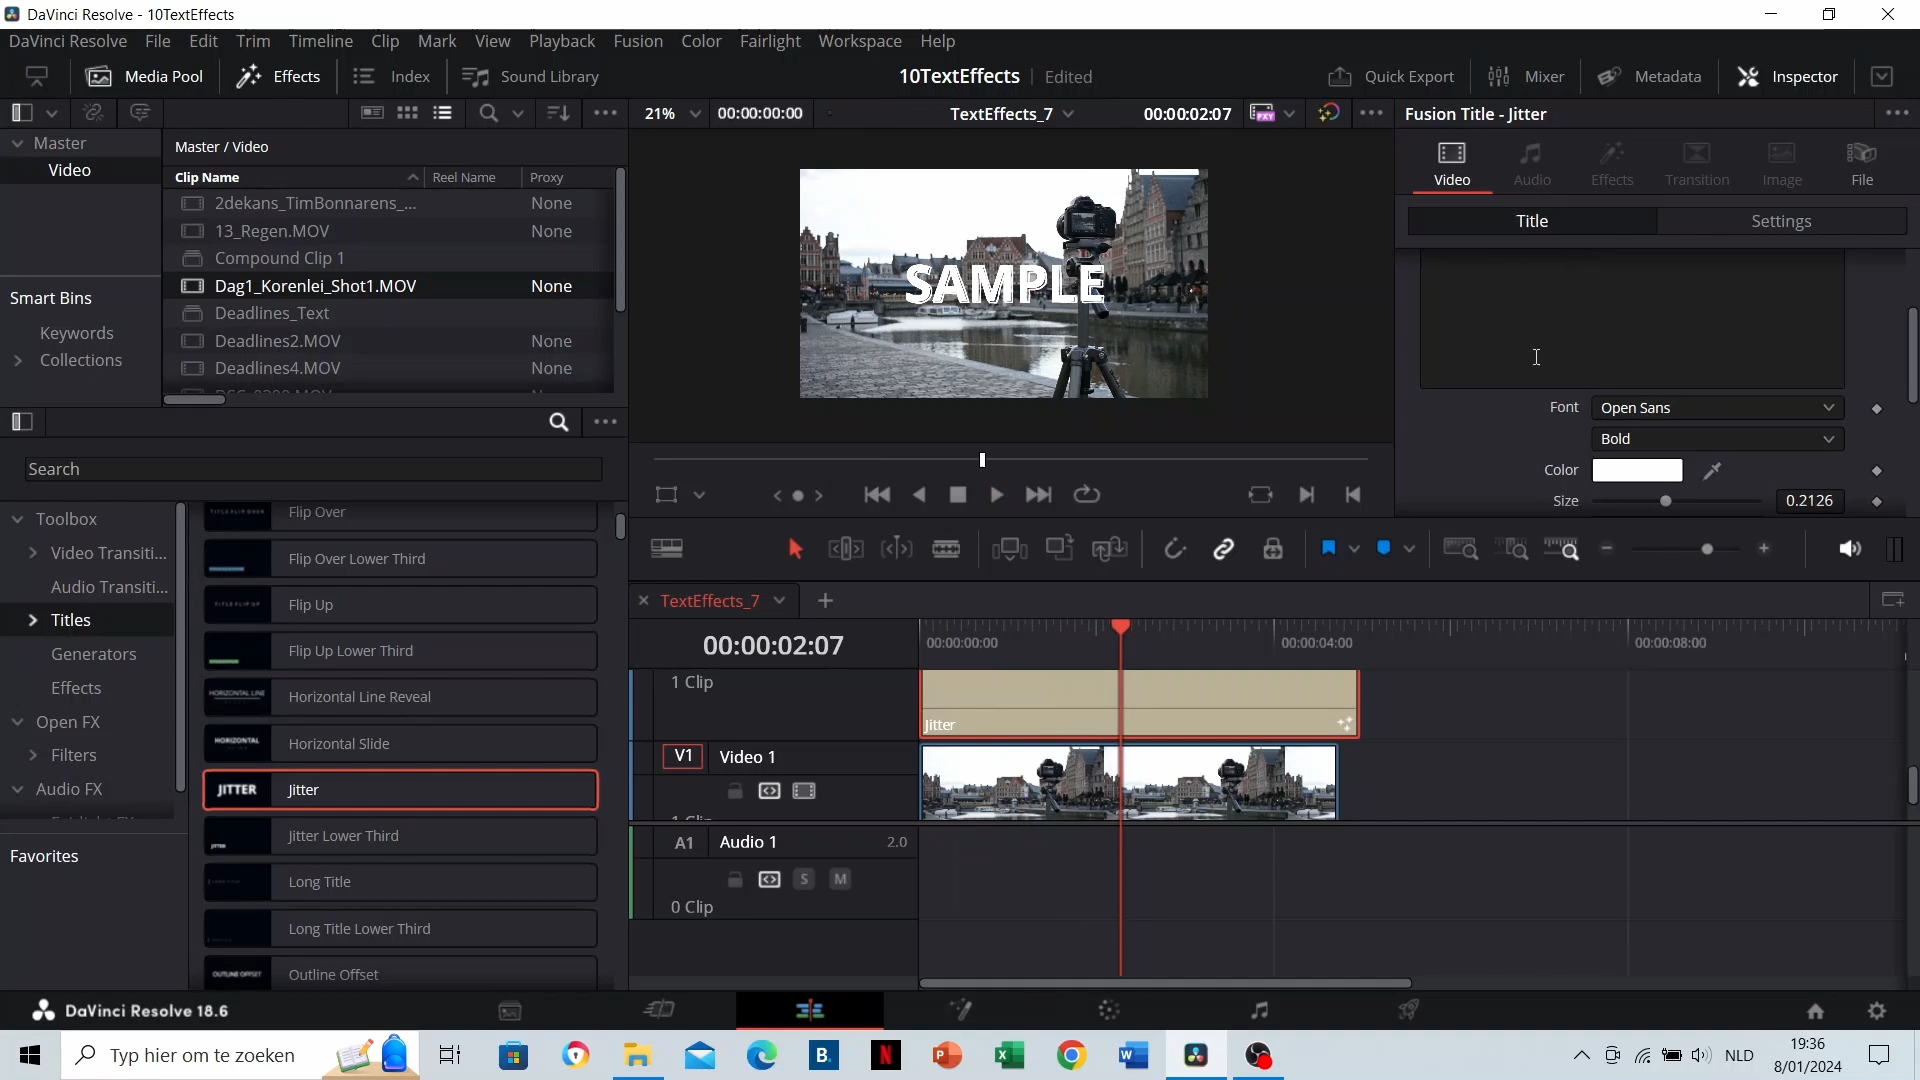 DaVinci Resolve - 10TextEffects
DaVinci Resolve File Edit Trim Timeline Clip Mark View Playback Fusion Color Fairlight Workspace Help
Media Pool Effects Index Sound Library 10TextEffects Edited Quick Export Mixer Metadata Inspector
21% 00:00:00:00 TextEffects_7 00:00:02:07 PXY Fusion Title - Jitter
Master
Video
Master / Video
Clip Name Reel Name Proxy
2dekans_TimBonnarens_... None
13_Regen.MOV None
Compound Clip 1
Dag1_Korenlei_Shot1.MOV None
Deadlines_Text
Deadlines2.MOV None
Deadlines4.MOV None
Smart Bins
Keywords
Collections
SAMPLE
Video Audio Effects Transition Image File
Title Settings
Font Open Sans
Bold
Color
Size 0.2126
Search
Toolbox
Video Transiti...
Audio Transiti...
Titles
Generators
Effects
Open FX
Filters
Audio FX
Favorites
Flip Over
Flip Over Lower Third
TITLE FLIP UP Flip Up
Flip Up Lower Third
HORIZONTAL LINE Horizontal Line Reveal
HORIZONTAL Horizontal Slide
JITTER Jitter
Jitter Lower Third
Long Title
Long Title Lower Third
OUTLINE OFFSET Outline Offset
TextEffects_7
00:00:02:07 00:00:00:00 00:00:04:00 00:00:08:00
1 Clip
Jitter
V1 Video 1
A1 Audio 1 2.0
S M
0 Clip
DaVinci Resolve 18.6
Typ hier om te zoeken
B.
N
NLD
19:36
8/01/2024